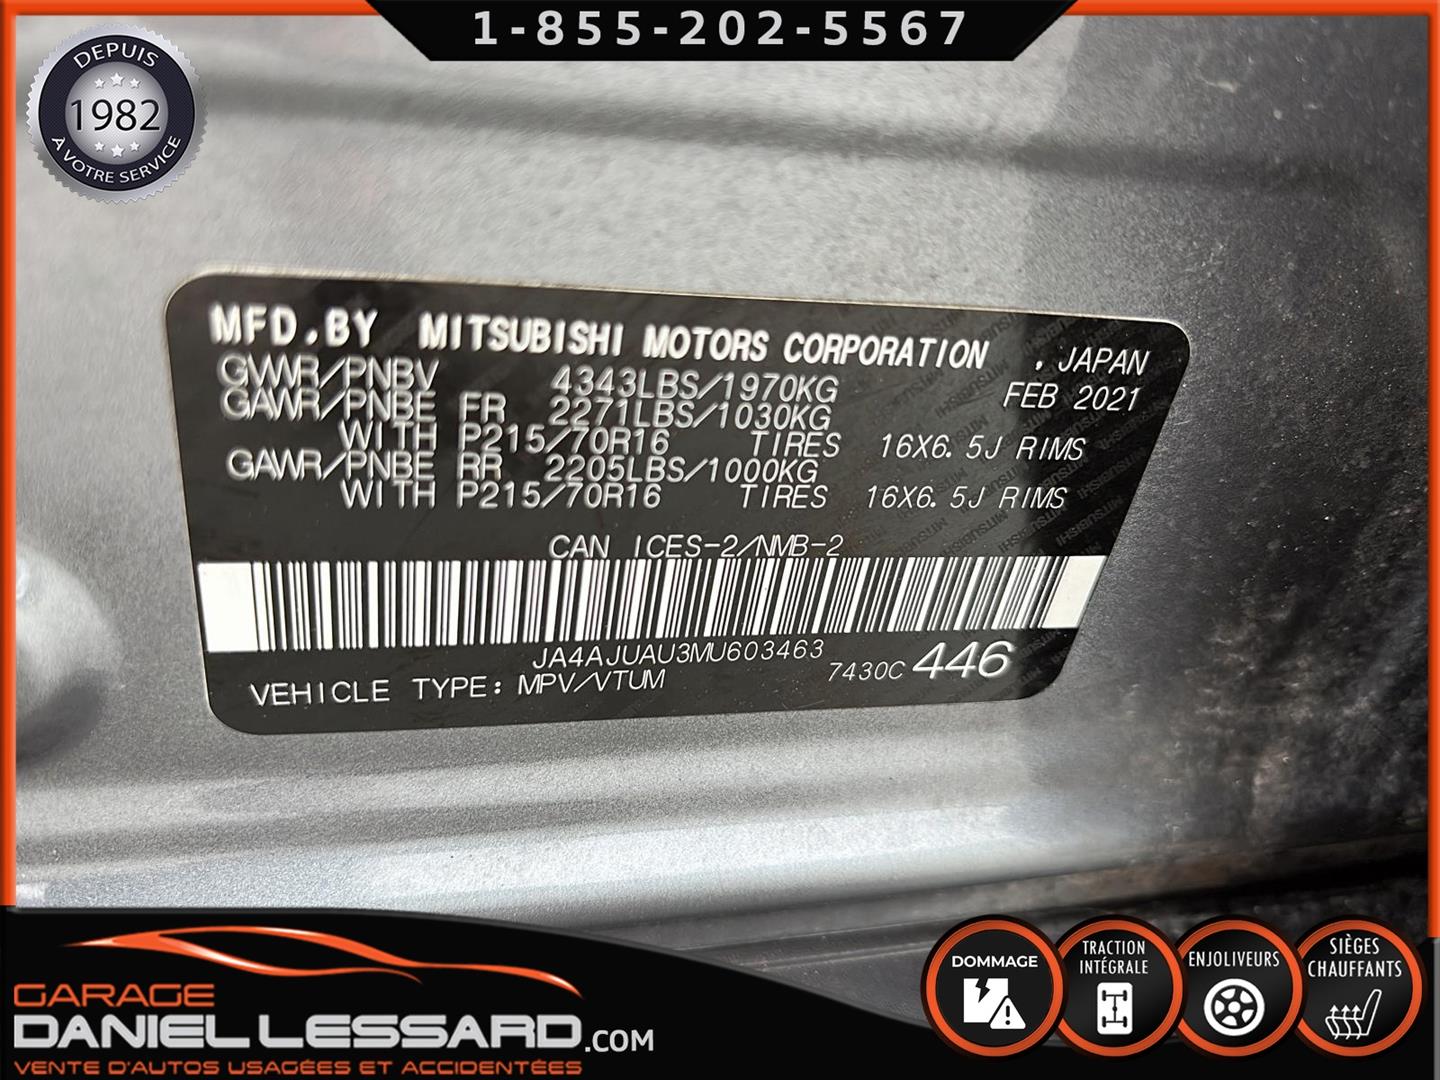 1-855-202-5567
DEPUIS
1982
À VOTRE SERVICE
MFD.BY MITSUBISHI MOTORS CORPORATION , JAPAN
GVWR/PNBV 4343LBS/1970KG FEB 2021
GAWR/PNBE FR 2271LBS/1030KG
WITH P215/70R16 TIRES 16X6.5J RIMS
GAWR/PNBE RR 2205LBS/1000KG
WITH P215/70R16 TIRES 16X6.5J RIMS
CAN ICES-2/NMB-2
JA4AJUAU3MU603463
7430C 446
VEHICLE TYPE: MPV/VTUM
GARAGE
DANIEL LESSARD.COM
VENTE D'AUTOS USAGÉES ET ACCIDENTÉES
DOMMAGE
TRACTION
INTÉGRALE
ENJOLIVEURS
SIÈGES
CHAUFFANTS